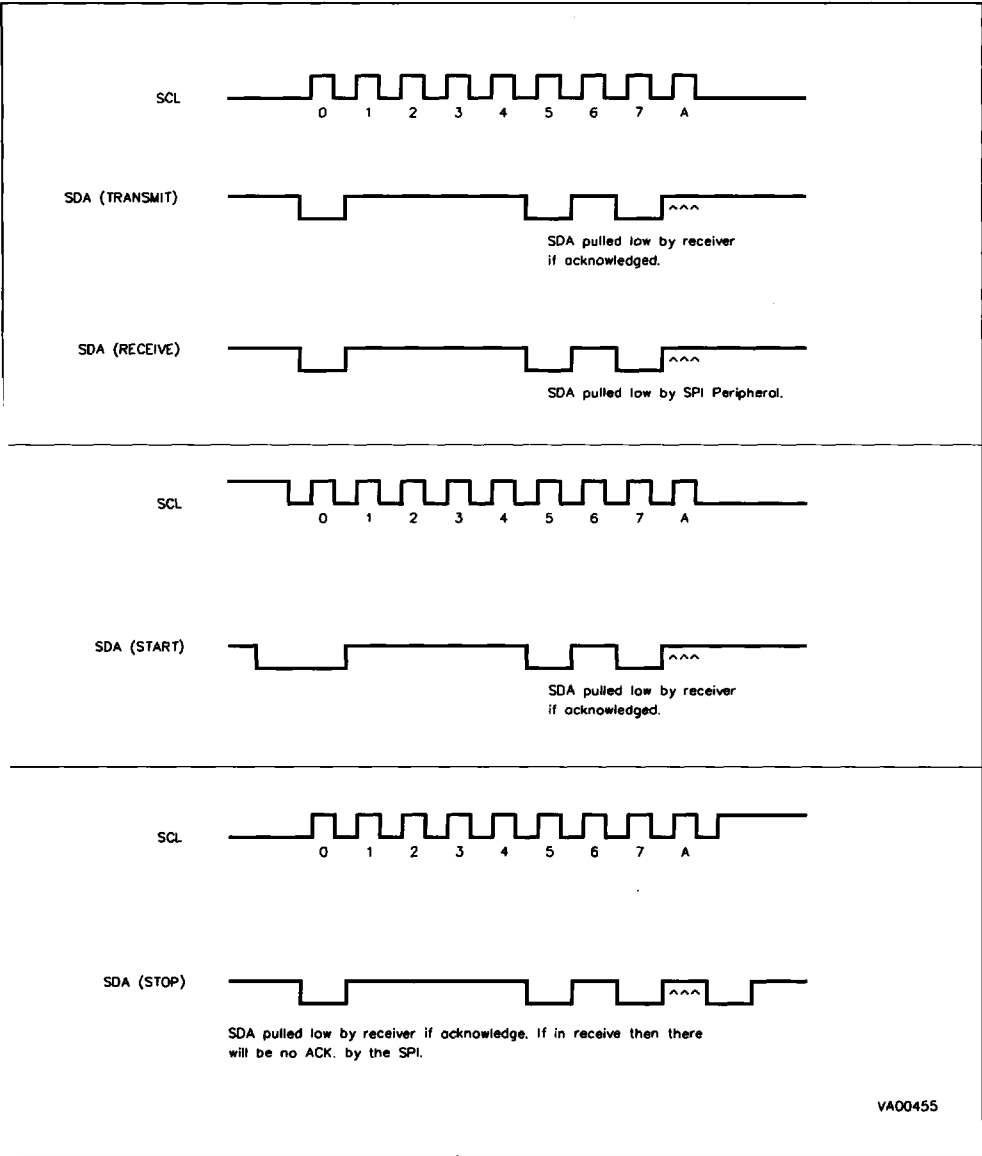 SCL
0 1 2 3 4 5 6 7 A
SDA (TRANSMIT)
^^^
SDA pulled low by receiver
if acknowledged.
SDA (RECEIVE)
^^^
SDA pulled low by SPI Peripheral.
SCL
0 1 2 3 4 5 6 7 A
SDA (START)
^^^
SDA pulled low by receiver
if acknowledged.
SCL
0 1 2 3 4 5 6 7 A
SDA (STOP)
^^^
SDA pulled low by receiver if acknowledge. If in receive then there
will be no ACK. by the SPI.
VA00455